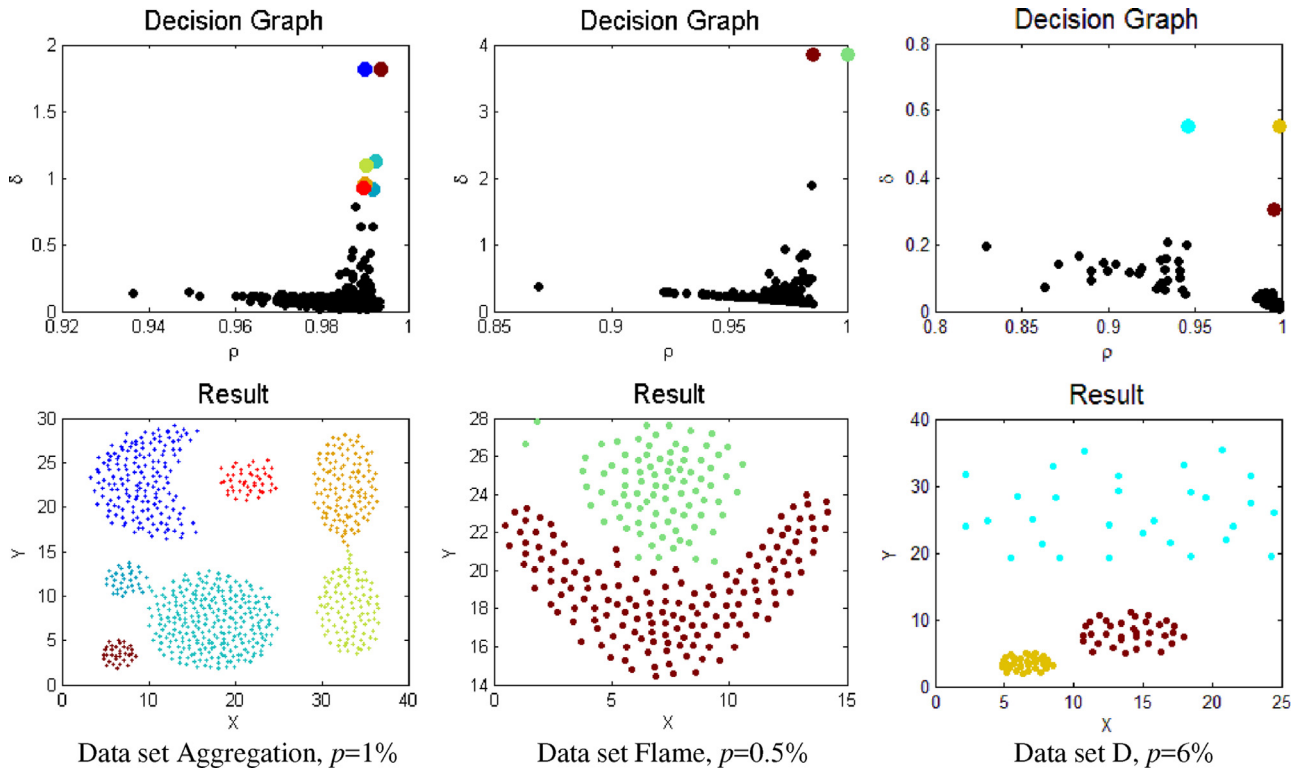 Decision Graph
2
1.5
1
0.5
0
0.92 0.94 0.96 0.98 1
δ
ρ
Decision Graph
4
3
2
1
0
0.85 0.9 0.95 1
δ
ρ
Decision Graph
0.8
0.6
0.4
0.2
0
0.8 0.85 0.9 0.95 1
δ
ρ
Result
30
25
20
15
10
5
0
0 10 20 30 40
Y
X
Result
28
26
24
22
20
18
16
14
0 5 10 15
Y
X
Result
40
30
20
10
0
0 5 10 15 20 25
Y
X
Data set Aggregation, p=1%
Data set Flame, p=0.5%
Data set D, p=6%